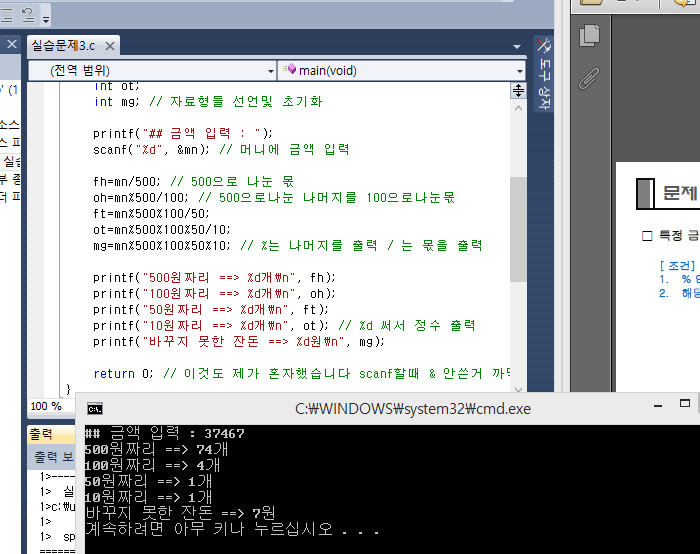 실습문제3.c
(전역 범위)
main(void)
도구 상자
int ot;
int mg; // 자료형들 선언및 초기화
printf("## 금액 입력 : ");
scanf("%d", &mn); // 머니에 금액 입력
fh=mn/500; // 500으로 나눈 몫
oh=mn%500/100; // 500으로나눈 나머지를 100으로나눈몫
ft=mn%500%100/50;
ot=mn%500%100%50/10;
mg=mn%500%100%50%10; // %는 나머지를 출력 / 는 몫을 출력
printf("500원짜리 ==> %d개₩n", fh);
printf("100원짜리 ==> %d개₩n", oh);
printf("50원짜리 ==> %d개₩n", ft);
printf("10원짜리 ==> %d개₩n", ot); // %d 써서 정수 출력
printf("바꾸지 못한 잔돈 ==> %d원₩n", mg);
return 0; // 이것도 제가 혼자했습니다 scanf할때 & 안쓴거
}
100 %
출력
출력 보
1>----
1> 실
1>c:₩u
1>
1> sp
=====
C:₩WINDOWS₩system32₩cmd.exe
## 금액 입력 : 37467
500원짜리 ==> 74개
100원짜리 ==> 4개
50원짜리 ==> 1개
10원짜리 ==> 1개
바꾸지 못한 잔돈 ==> 7원
계속하려면 아무 키나 누르십시오 . . .
문제
□ 특정 금
[ 조건]
1. %
2. 해당